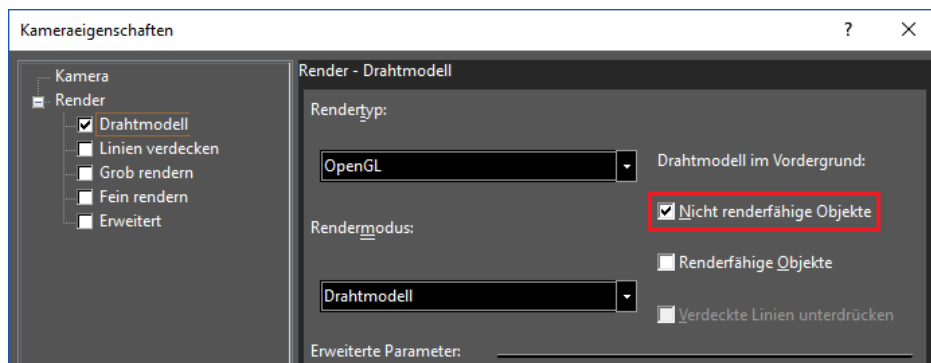 Kameraeigenschaften ? ×
Kamera
Render
Drahtmodell
Linien verdecken
Grob rendern
Fein rendern
Erweitert
Render - Drahtmodell
Rendertyp:
OpenGL
Rendermodus:
Drahtmodell
Drahtmodell im Vordergrund:
Nicht renderfähige Objekte
Renderfähige Objekte
Verdeckte Linien unterdrücken
Erweiterte Parameter: